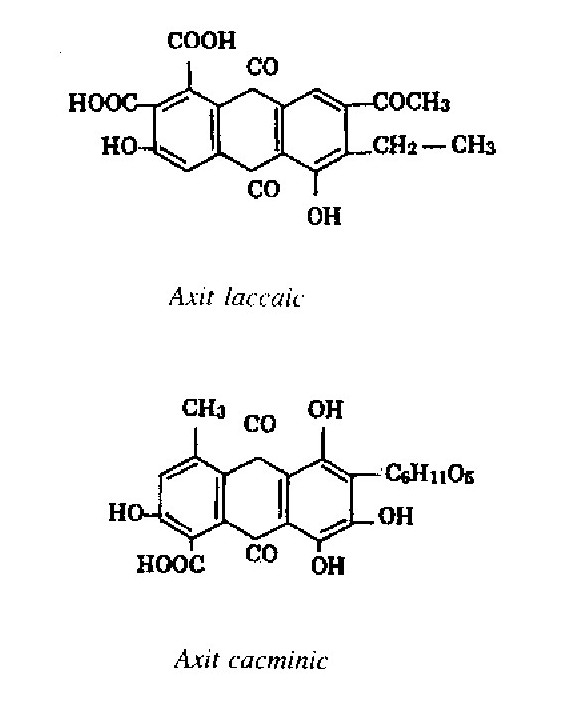 COOH
CO
HOOC
COCH₃
HO
CH₂—CH₃
CO
OH
Axit laccaic
CH₃
CO
OH
C₆H₁₁O₅
HO
OH
HOOC
CO
OH
Axit cacminic